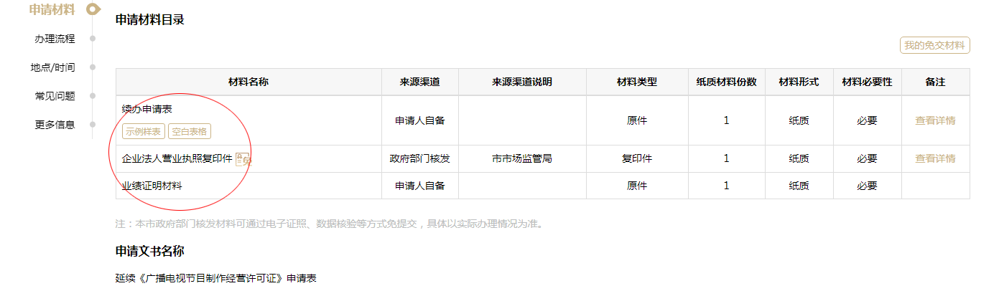 申请材料
办理流程
地点/时间
常见问题
更多信息
申请材料目录
我的免交材料
材料名称 来源渠道 来源渠道说明 材料类型 纸质材料份数 材料形式 材料必要性 备注
续办申请表
示例样表 空白表格
申请人自备 原件 1 纸质 必要 查看详情
企业法人营业执照复印件 免 政府部门核发 市市场监管局 复印件 1 纸质 必要 查看详情
业绩证明材料 申请人自备 原件 1 纸质 必要
注：本市政府部门核发材料可通过电子证照、数据核验等方式免提交，具体以实际办理情况为准。
申请文书名称
延续《广播电视节目制作经营许可证》申请表